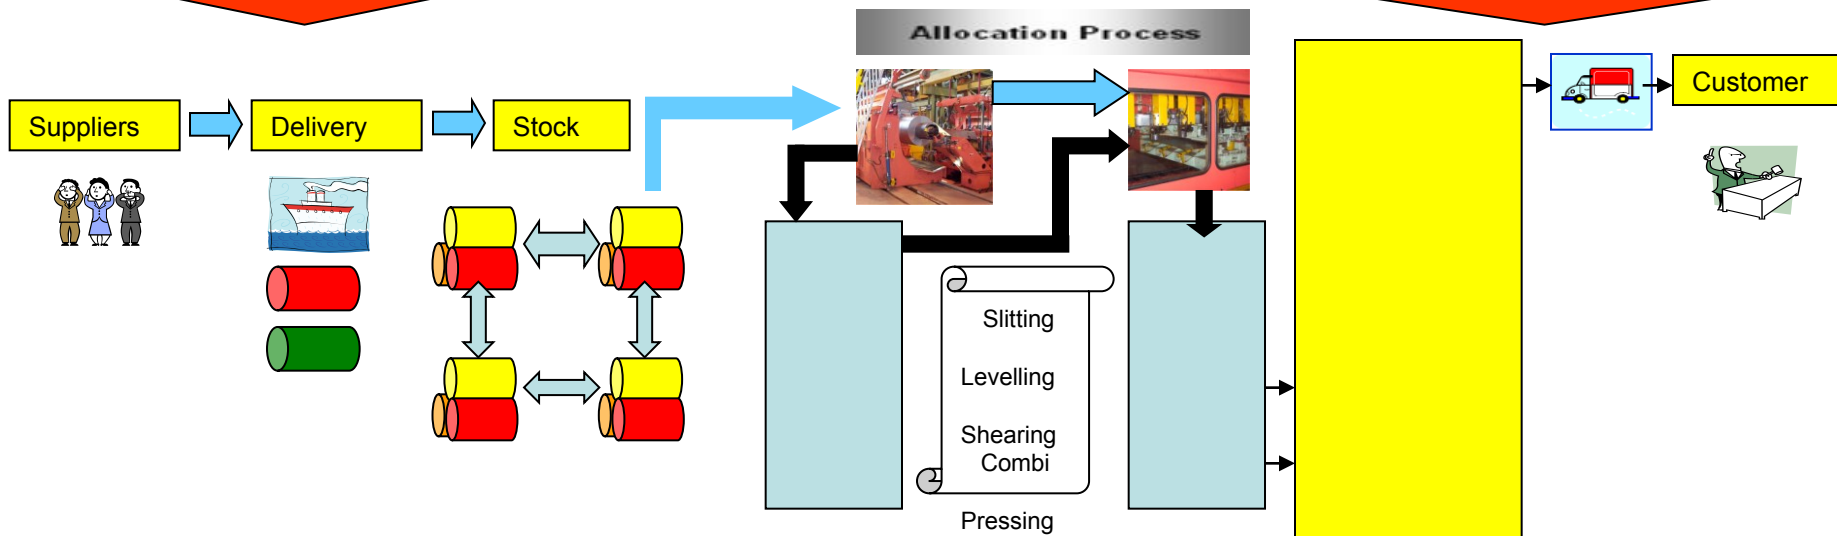 Allocation Process
Suppliers
Delivery
Stock
Customer
Slitting
Levelling
Shearing
Combi
Pressing